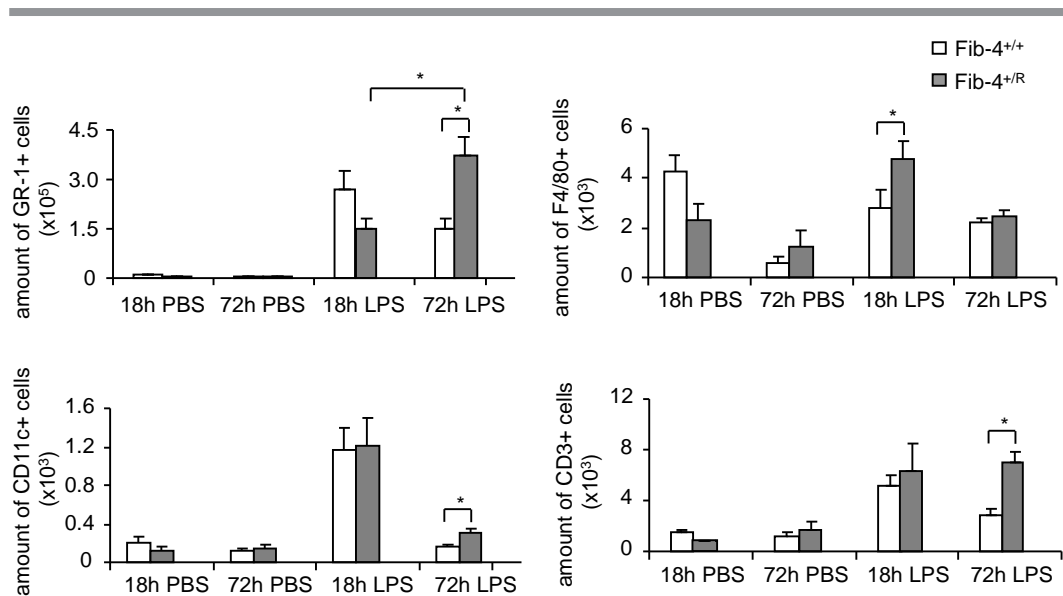 Fib-4+/+
Fib-4+/R
amount of GR-1+ cells
(x10⁵)
4.5
3.0
1.5
0
*
*
18h PBS 72h PBS 18h LPS 72h LPS
amount of F4/80+ cells
(x10³)
6
4
2
0
*
18h PBS 72h PBS 18h LPS 72h LPS
amount of CD11c+ cells
(x10³)
1.6
1.2
0.8
0.4
0
*
18h PBS 72h PBS 18h LPS 72h LPS
amount of CD3+ cells
(x10³)
12
8
4
0
*
18h PBS 72h PBS 18h LPS 72h LPS